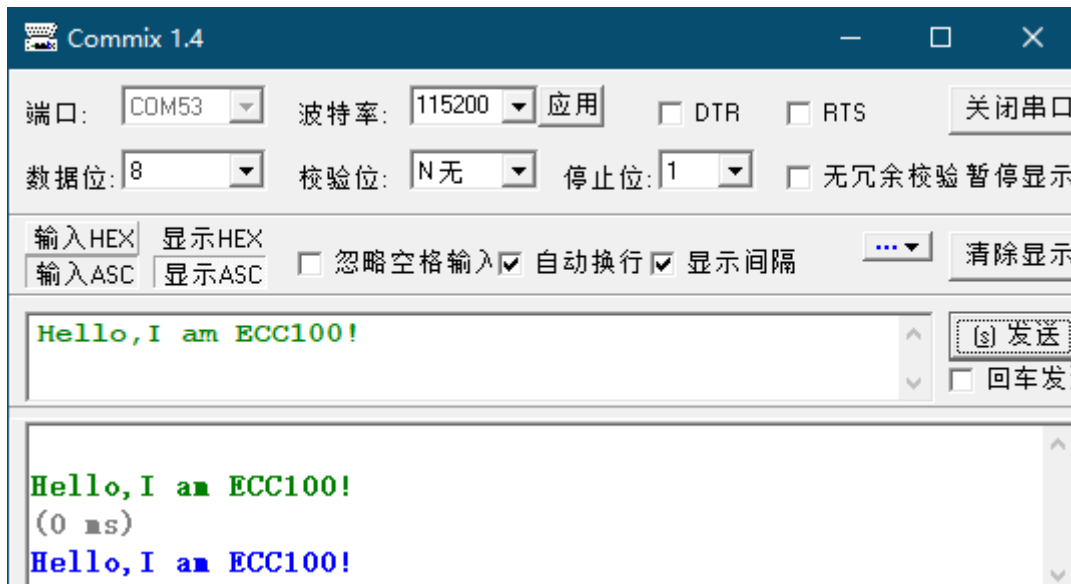 Commix 1.4
端口: COM53 波特率: 115200 应用 DTR RTS 关闭串口
数据位: 8 校验位: N 无 停止位: 1 无冗余校验 暂停显示
输入HEX 显示HEX
输入ASC 显示ASC 忽略空格输入 自动换行 显示间隔 ... 清除显示
Hello,I am ECC100!
(s) 发送
回车发
Hello,I am ECC100!
(0 ms)
Hello,I am ECC100!